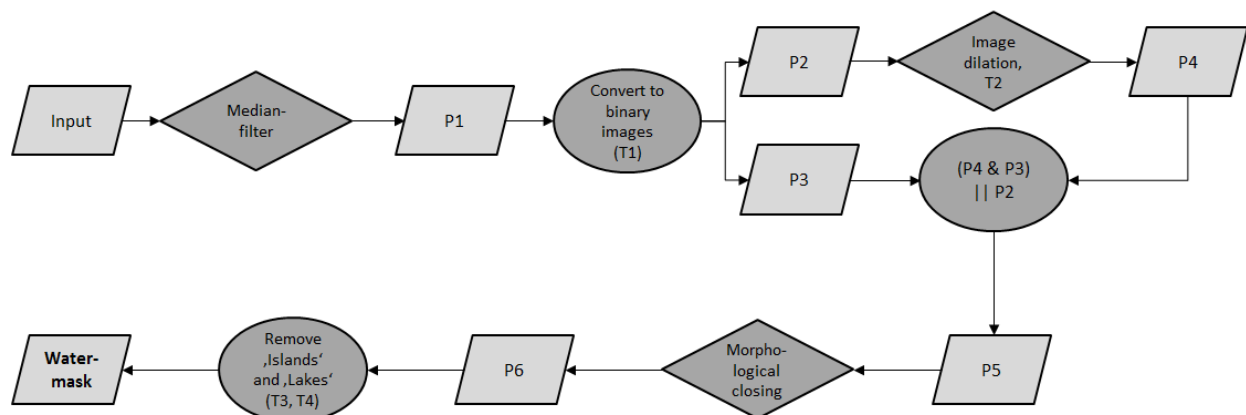 Input
Median-
filter
P1
Convert to
binary
images
(T1)
P2
Image
dilation,
T2
P4
P3
(P4 & P3)
|| P2
Water-
mask
Remove
‚Islands‘
and ‚Lakes‘
(T3, T4)
P6
Morpho-
logical
closing
P5